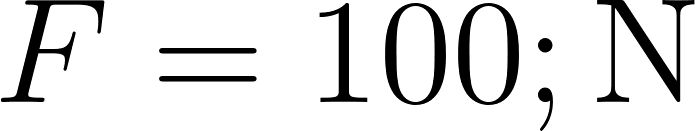 F = 100; N